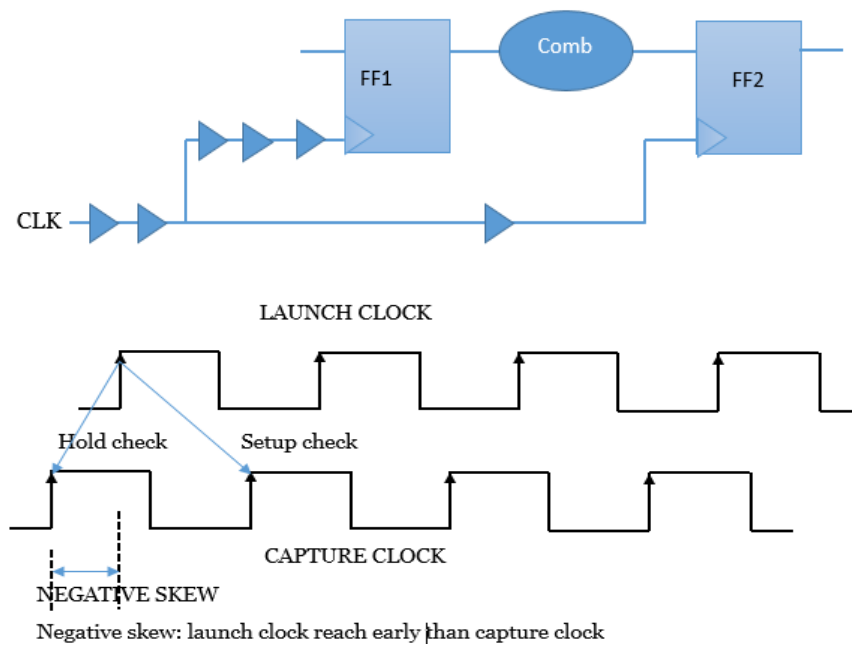 Comb
FF1
FF2
CLK
LAUNCH CLOCK
Hold check
Setup check
CAPTURE CLOCK
NEGATIVE SKEW
Negative skew: launch clock reach early than capture clock